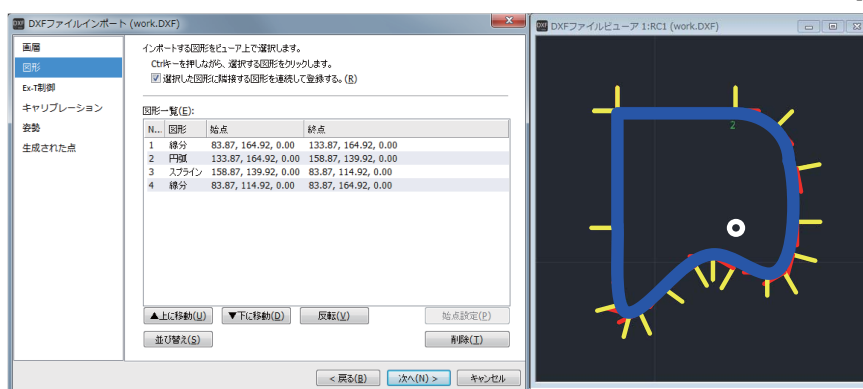 DXFファイルインポート (work.DXF)
画層
図形
Ex-T制御
キャリブレーション
姿勢
生成された点
インポートする図形をビューア上で選択します。
Ctrlキーを押しながら、選択する図形をクリックします。
選択した図形に隣接する図形を連続して登録する。(R)
図形一覧(E):
N... 図形 始点 終点
1 線分 83.87, 164.92, 0.00 133.87, 164.92, 0.00
2 円弧 133.87, 164.92, 0.00 158.87, 139.92, 0.00
3 スプライン 158.87, 139.92, 0.00 83.87, 114.92, 0.00
4 線分 83.87, 114.92, 0.00 83.87, 164.92, 0.00
▲上に移動(U) ▼下に移動(D) 反転(V) 始点設定(P)
並び替え(S) 削除(T)
< 戻る(B) 次へ(N) > キャンセル
DXFファイルビューア 1:RC1 (work.DXF)
2